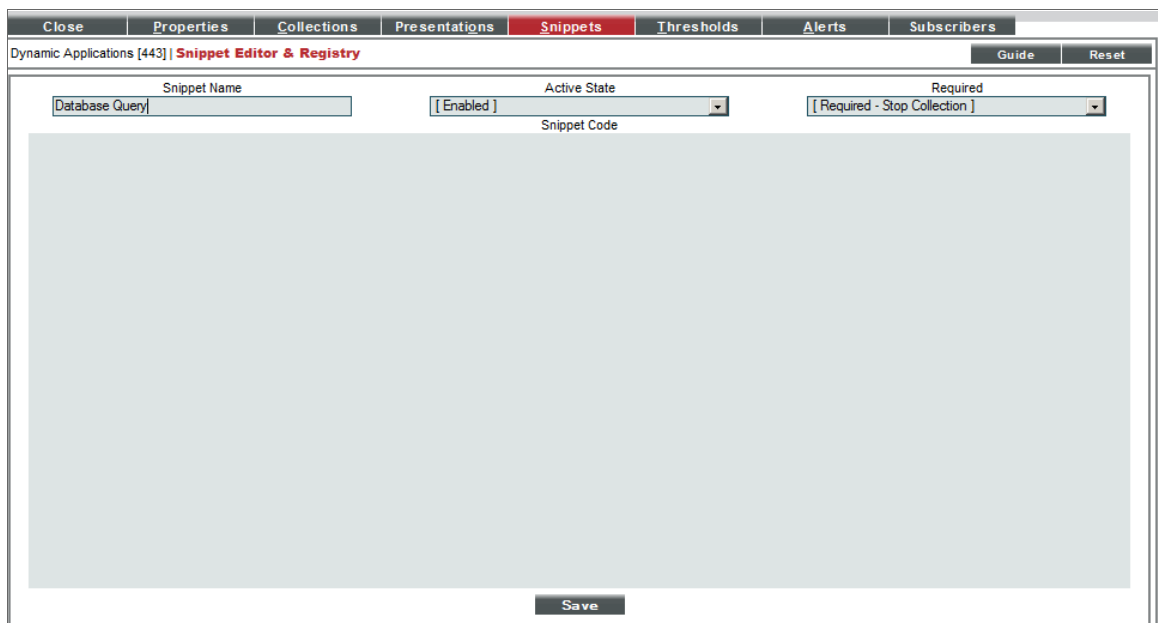 Close Properties Collections Presentations Snippets Thresholds Alerts Subscribers
Dynamic Applications [443] | Snippet Editor & Registry Guide Reset
Snippet Name Active State Required
Database Query [ Enabled ] [ Required - Stop Collection ]
Snippet Code
Save